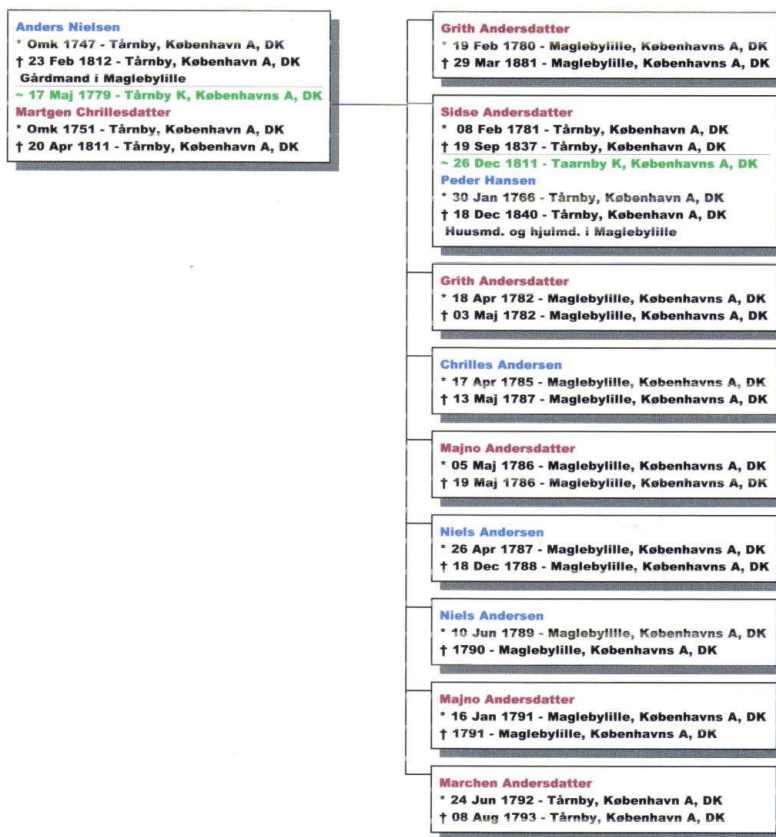 Anders Nielsen
* Omk 1747 - Tårnby, København A, DK
† 23 Feb 1812 - Tårnby, København A, DK
Gårdmand i Maglebylille
~ 17 Maj 1779 - Tårnby K, Københavns A, DK
Martgen Chrillesdatter
* Omk 1751 - Tårnby, København A, DK
† 20 Apr 1811 - Tårnby, København A, DK
Grith Andersdatter
* 19 Feb 1780 - Maglebylille, København A, DK
† 29 Mar 1881 - Maglebylille, København A, DK
Sidse Andersdatter
* 08 Feb 1781 - Tårnby, København A, DK
† 19 Sep 1837 - Tårnby, København A, DK
~ 26 Dec 1811 - Taarnby K, Københavns A, DK
Peder Hansen
* 30 Jan 1766 - Tårnby, København A, DK
† 18 Dec 1840 - Tårnby, København A, DK
Huusmd. og hjulmd. i Maglebylille
Grith Andersdatter
* 18 Apr 1782 - Maglebylille, Københavns A, DK
† 03 Maj 1782 - Maglebylille, Københavns A, DK
Chrilles Andersen
* 17 Apr 1785 - Maglebylille, Københavns A, DK
† 13 Maj 1787 - Maglebylille, Københavns A, DK
Majno Andersdatter
* 05 Maj 1786 - Maglebylille, Københavns A, DK
† 19 Maj 1786 - Maglebylille, Københavns A, DK
Niels Andersen
* 26 Apr 1787 - Maglebylille, Københavns A, DK
† 18 Dec 1788 - Maglebylille, Københavns A, DK
Niels Andersen
* 10 Jun 1789 - Maglebylille, Københavns A, DK
† 1790 - Maglebylille, Københavns A, DK
Majno Andersdatter
* 16 Jan 1791 - Maglebylille, Københavns A, DK
† 1791 - Maglebylille, Københavns A, DK
Marchen Andersdatter
* 24 Jun 1792 - Tårnby, København A, DK
† 08 Aug 1793 - Tårnby, København A, DK